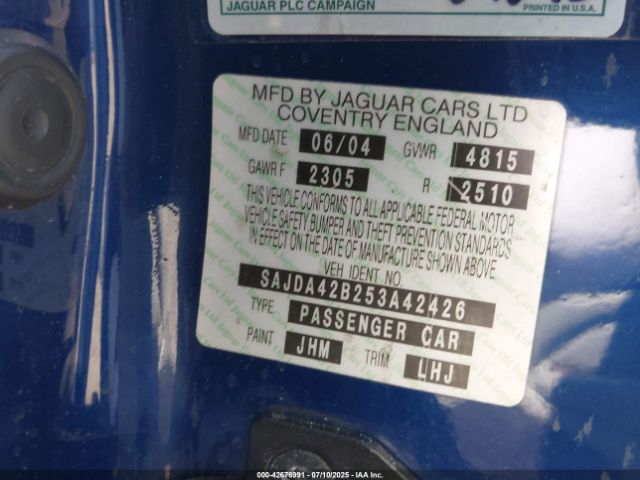 JAGUAR PLC CAMPAIGN
PRINTED IN U.S.A.
MFD BY JAGUAR CARS LTD
COVENTRY ENGLAND
MFD DATE 06/04 GVWR 4815
GAWR F 2305 R 2510
THIS VEHICLE CONFORMS TO ALL APPLICABLE FEDERAL MOTOR
VEHICLE SAFETY BUMPER AND THEFT PREVENTION STANDARDS
IN EFFECT ON THE DATE OF MANUFACTURE SHOWN ABOVE.
VEH IDENT NO.
SAJDA42B253A42426
TYPE PASSENGER CAR
PAINT JHM TRIM LHJ
000-42676991 - 07/10/2025 - IAAI.COM